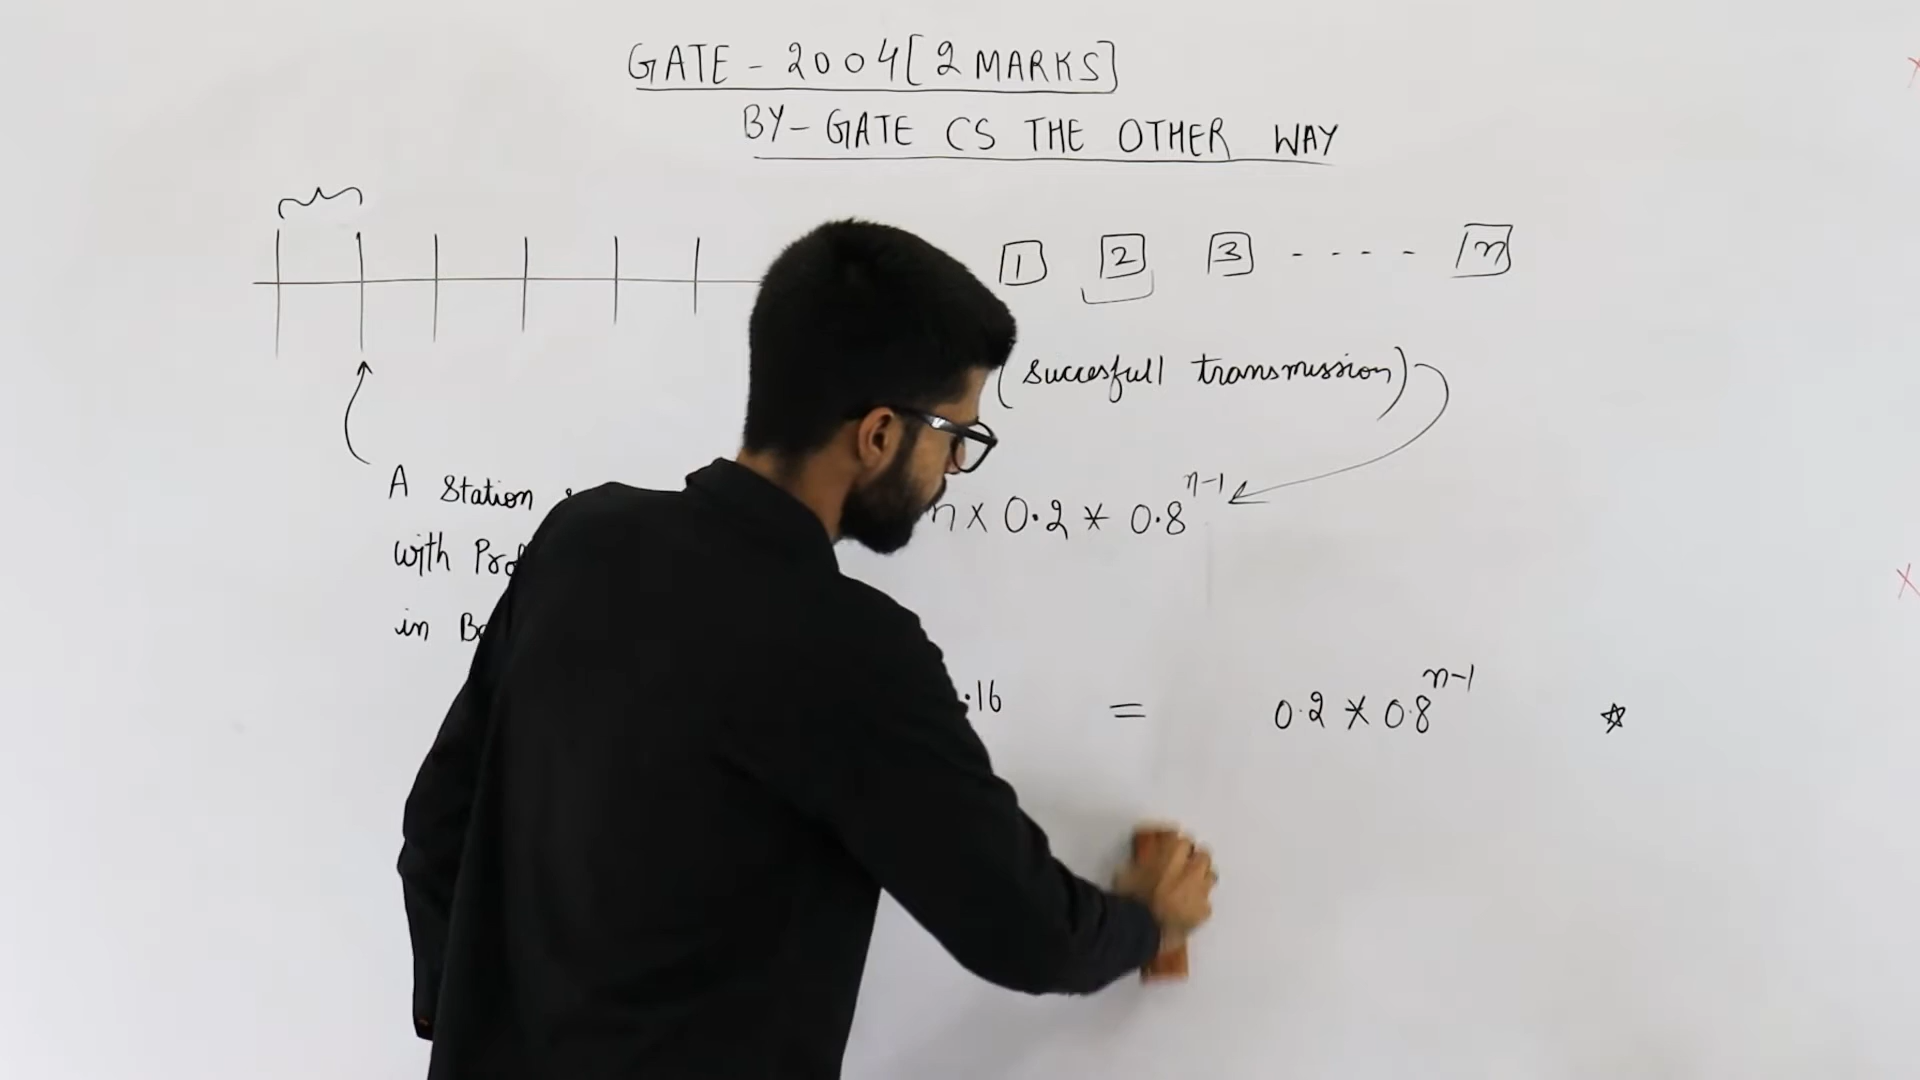 GATE - 2004 [2 MARKS]
BY - GATE CS THE OTHER WAY
1 2 3 - - - - - n
(Succesfull transmission)
A Station
with
in
n x 0.2 * 0.8^n-1
.16 = 0.2 * 0.8^n-1 ☆